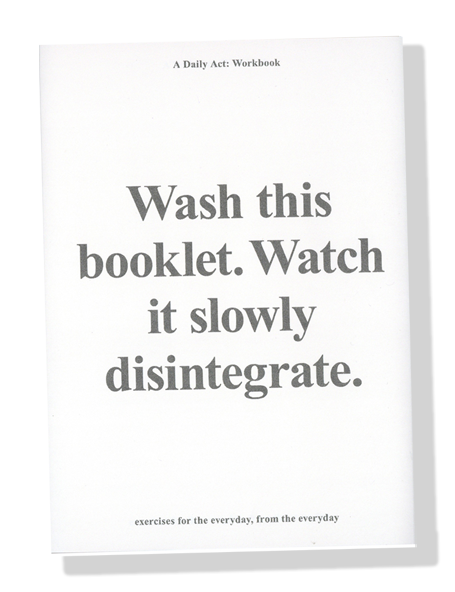 A Daily Act: Workbook
Wash this
booklet. Watch
it slowly
disintegrate.
exercises for the everyday, from the everyday